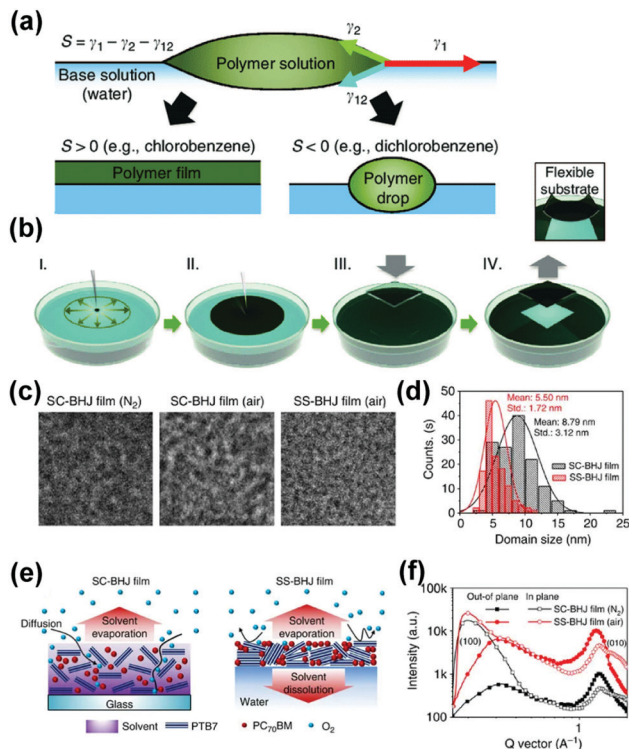 (a)
S = γ1 − γ2 − γ12
Polymer solution
γ2
γ1
γ12
Base solution
(water)
S > 0 (e.g., chlorobenzene)
Polymer film
S < 0 (e.g., dichlorobenzene)
Polymer
drop
Flexible
substrate
(b)
I.
II.
III.
IV.
(c)
SC-BHJ film (N2)
SC-BHJ film (air)
SS-BHJ film (air)
(d)
Mean: 5.50 nm
Std.: 1.72 nm
Mean: 8.79 nm
Std.: 3.12 nm
SC-BHJ film
SS-BHJ film
Counts. (s)
50
40
30
20
10
0
0 5 10 15 20 25
Domain size (nm)
(e)
SC-BHJ film
SS-BHJ film
Diffusion
Solvent
evaporation
Solvent
evaporation
Solvent
dissolution
Glass
Water
Solvent
PTB7
PC70BM
O2
(f)
Out-of plane
In plane
SC-BHJ film (N2)
SS-BHJ film (air)
(100)
(010)
Intensity (a.u.)
100k
10k
1k
100
1
Q vector (A−1)